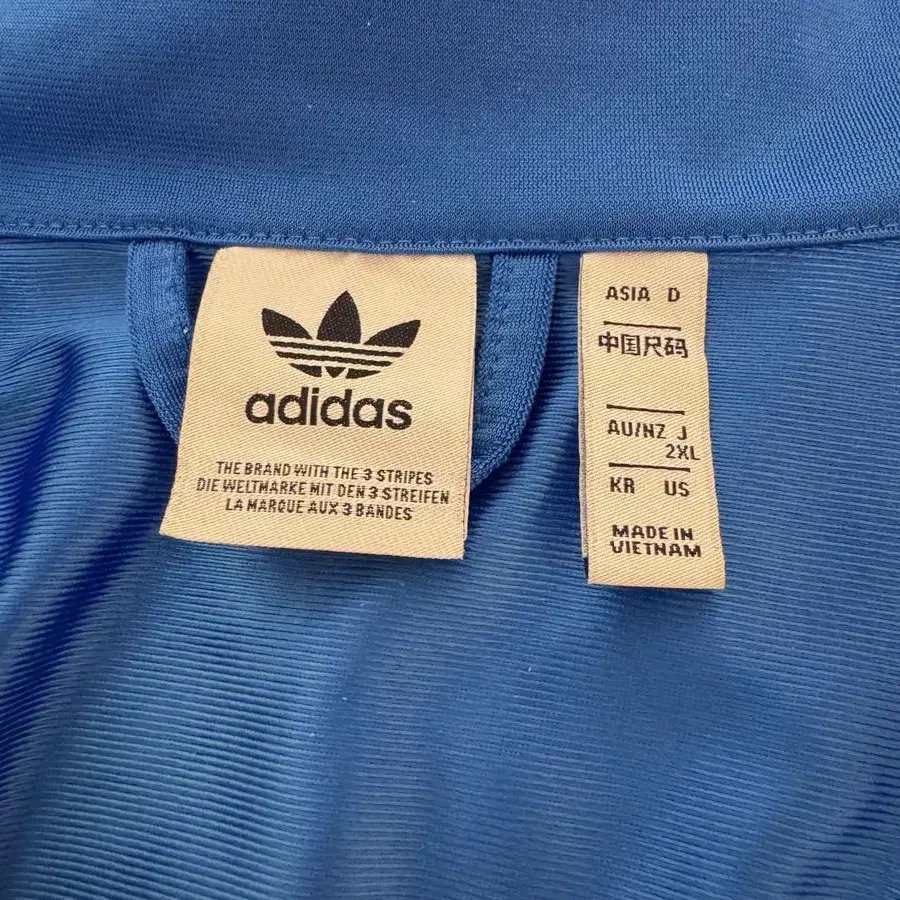 adidas
THE BRAND WITH THE 3 STRIPES
DIE WELTMARKE MIT DEN 3 STREIFEN
LA MARQUE AUX 3 BANDES
ASIA D
中国尺码
AU/NZ J
2XL
KR US
MADE IN
VIETNAM